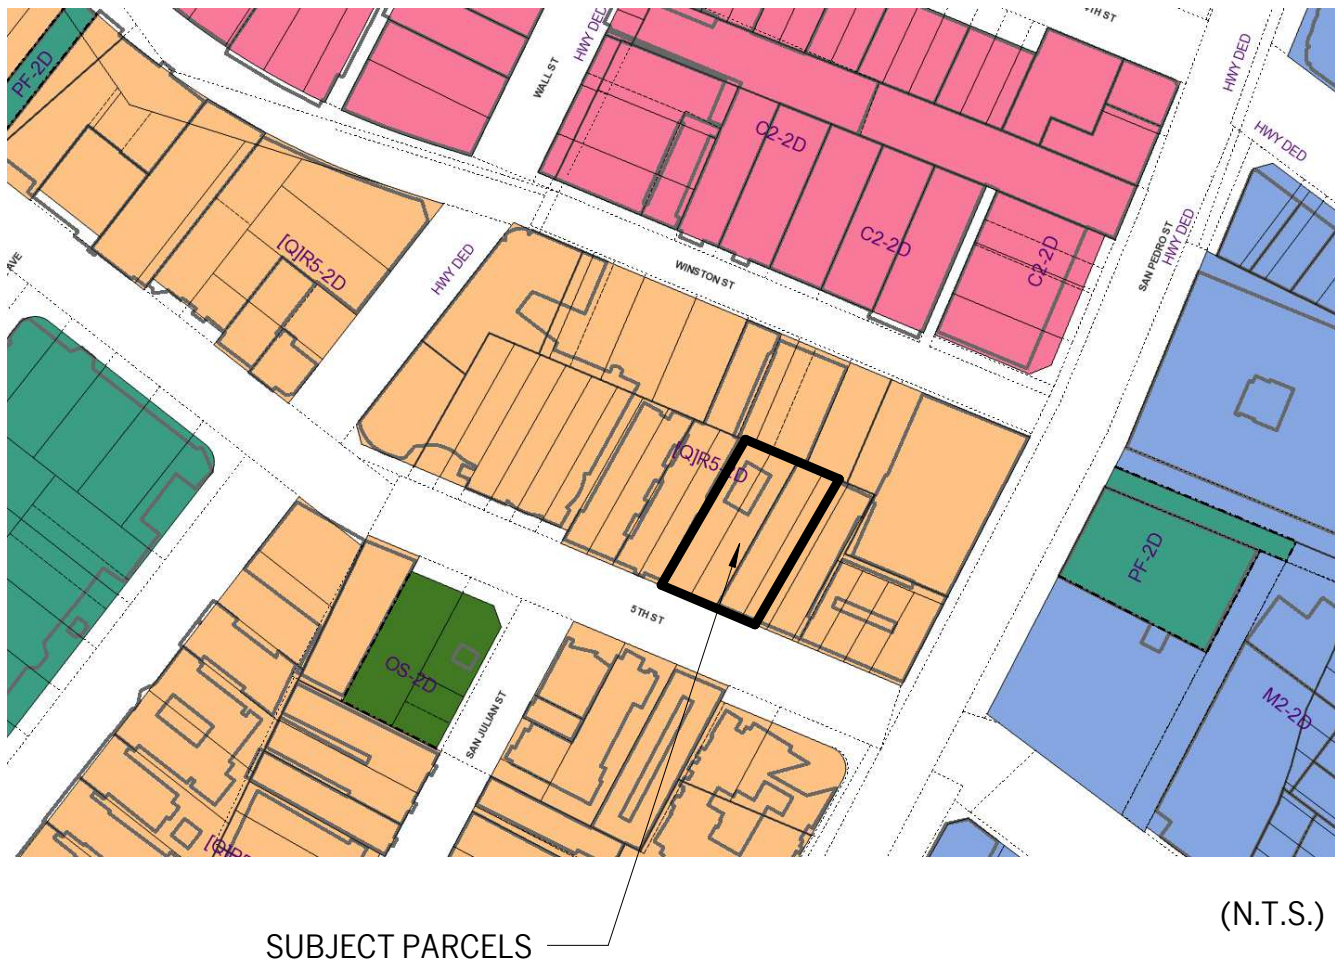 TH ST
HWY DED
HWY DED
PF-2D
WALL ST
C2-2D
HWY DED
SAN PEDRO ST
HWY DED
C2-2D
C2-2D
[Q]R5-2D
AVE
HWY DED
WINSTON ST
[Q]R5-2D
PF-2D
5TH ST
OS-2D
SAN JULIAN ST
M2-2D
(N.T.S.)
SUBJECT PARCELS